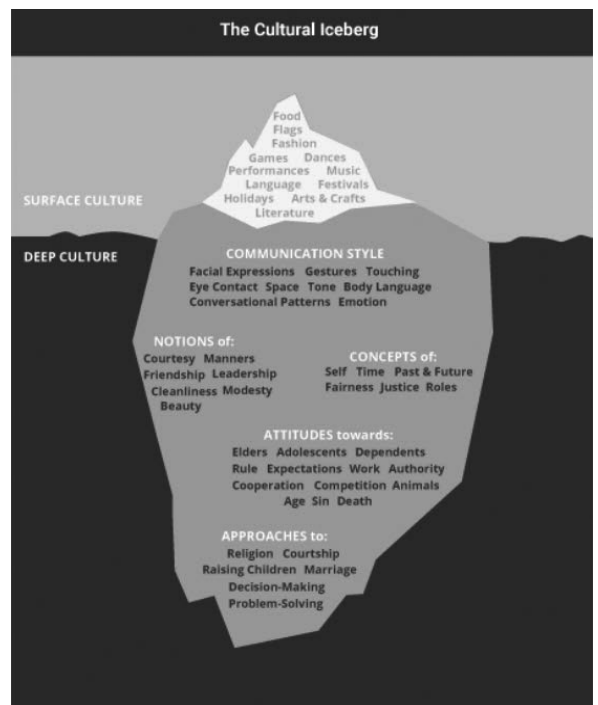 The Cultural Iceberg
Food
Flags
Fashion
Games Dances
Performances Music
Language Festivals
Holidays Arts & Crafts
Literature
SURFACE CULTURE
DEEP CULTURE
COMMUNICATION STYLE
Facial Expressions Gestures Touching
Eye Contact Space Tone Body Language
Conversational Patterns Emotion
NOTIONS of:
Courtesy Manners
Friendship Leadership
Cleanliness Modesty
Beauty
CONCEPTS of:
Self Time Past & Future
Fairness Justice Roles
ATTITUDES towards:
Elders Adolescents Dependents
Rule Expectations Work Authority
Cooperation Competition Animals
Age Sin Death
APPROACHES to:
Religion Courtship
Raising Children Marriage
Decision-Making
Problem-Solving